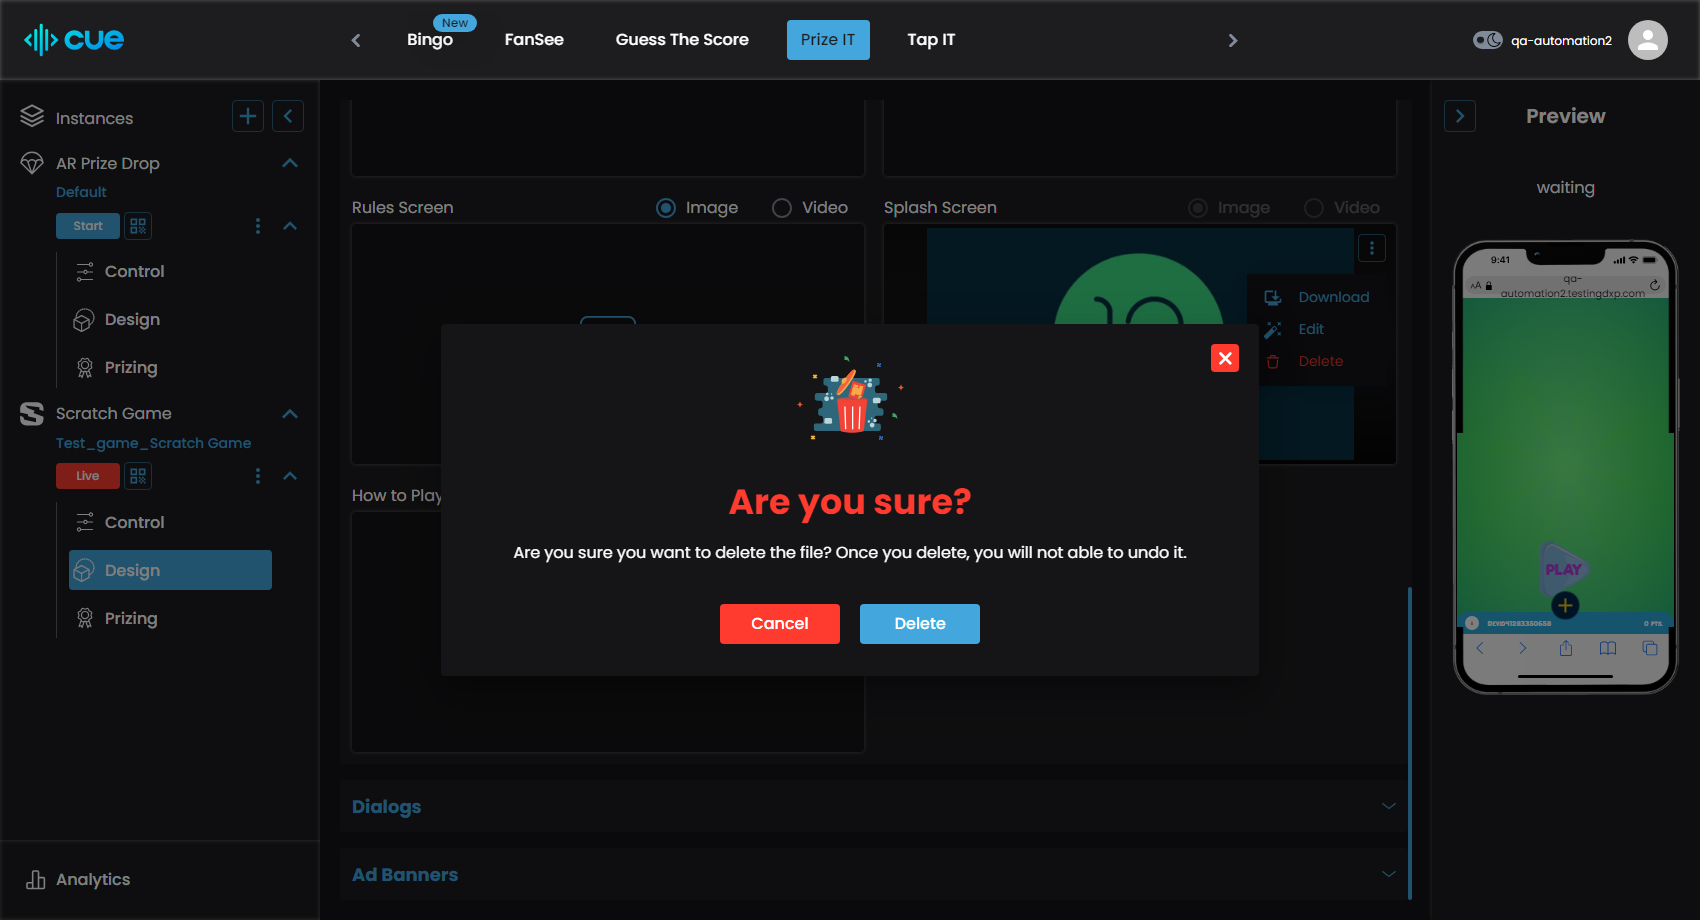 cue
New
Bingo
FanSee
Guess The Score
Prize IT
Tap IT
qa-automation2
Instances
AR Prize Drop
Default
Start
Control
Design
Prizing
Scratch Game
Test_game_Scratch Game
Live
Control
Design
Prizing
Analytics
Rules Screen
Image
Video
Splash Screen
Image
Video
Download
Edit
Delete
How to Play
Are you sure?
Are you sure you want to delete the file? Once you delete, you will not able to undo it.
Cancel
Delete
Dialogs
Ad Banners
Preview
waiting
9:41
AA
qa-
automation2.testingdxp.com
PLAY
0 PTS.